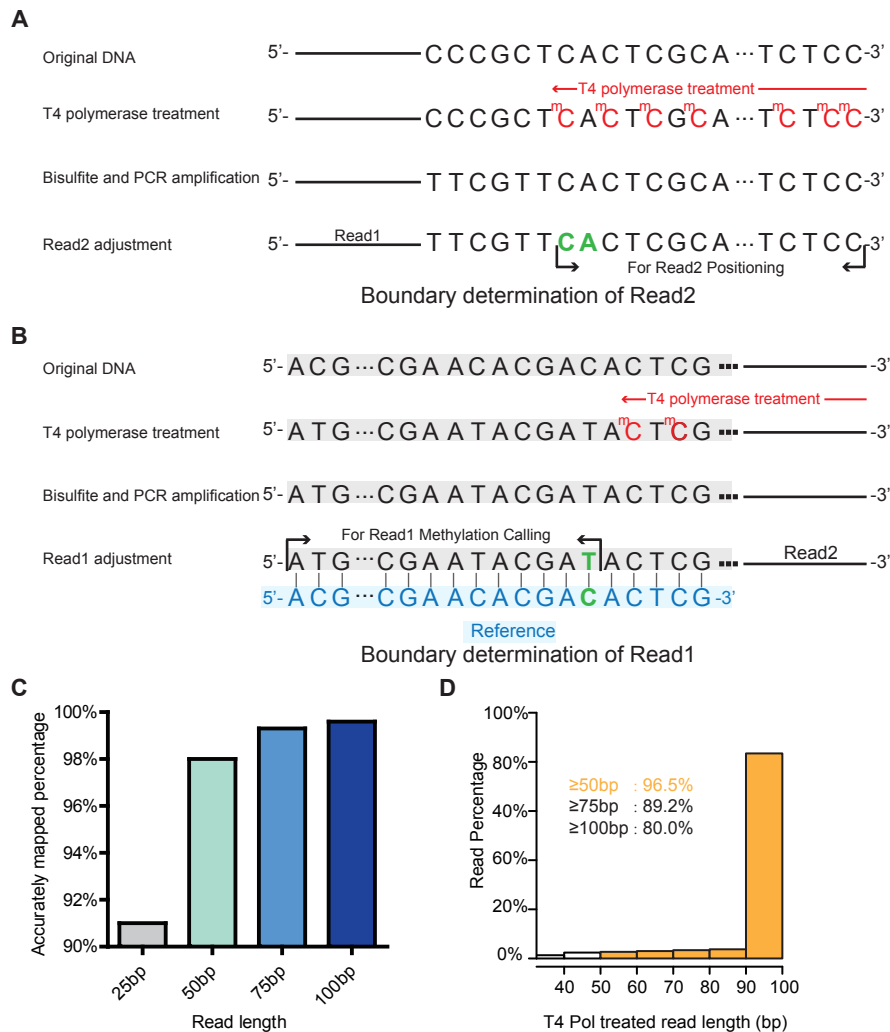 A
Original DNA 5'- CCCGCTCACTCGCA···TCTCC-3'
T4 polymerase treatment
T4 polymerase treatment CCCGCTmCAmCTmCGmCA···TmCTmCmC-3'
Bisulfite and PCR amplification 5'- TTCGTTCACTCGCA···TCTCC-3'
Read2 adjustment 5'- Read1 TTCGTTCACTCGCA···TCTCC-3'
For Read2 Positioning
Boundary determination of Read2
B
Original DNA 5'- ACG···CGAACACGACACTCG -3'
T4 polymerase treatment
T4 polymerase treatment 5'- ATG···CGAATACGATAmCTmCG -3'
Bisulfite and PCR amplification 5'- ATG···CGAATACGATACTCG -3'
For Read1 Methylation Calling
Read1 adjustment 5'- ATG···CGAATACGATACTCG Read2 -3'
5'- ACG···CGAACACGACACTCG -3'
Reference
Boundary determination of Read1
C
Accurately mapped percentage
100%
98%
96%
94%
92%
90%
25bp 50bp 75bp 100bp
Read length
D
Read Percentage
100%
80%
40%
60%
20%
0%
≥50bp : 96.5%
≥75bp : 89.2%
≥100bp : 80.0%
40 50 60 70 80 90 100
T4 Pol treated read length (bp)